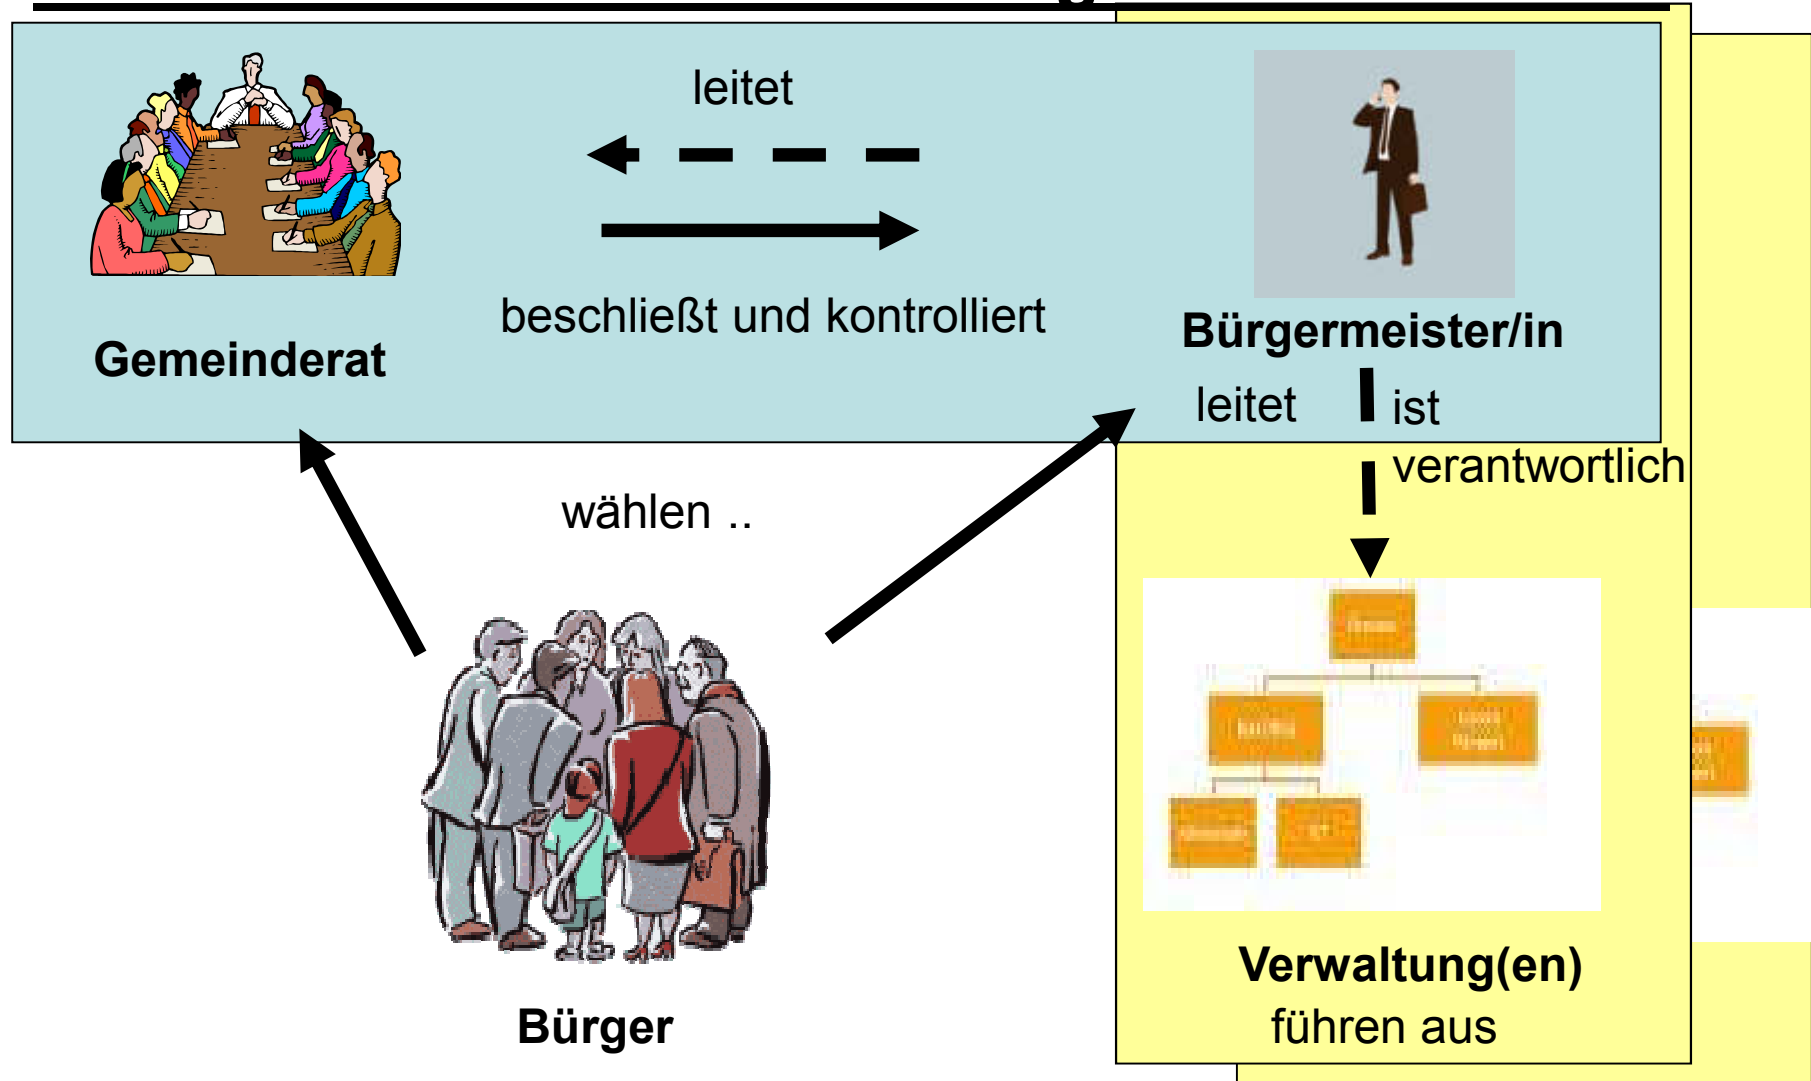 leitet
beschließt und kontrolliert
Gemeinderat
Bürgermeister/in
leitet
ist
verantwortlich
wählen ..
Bürger
Verwaltung(en)
führen aus